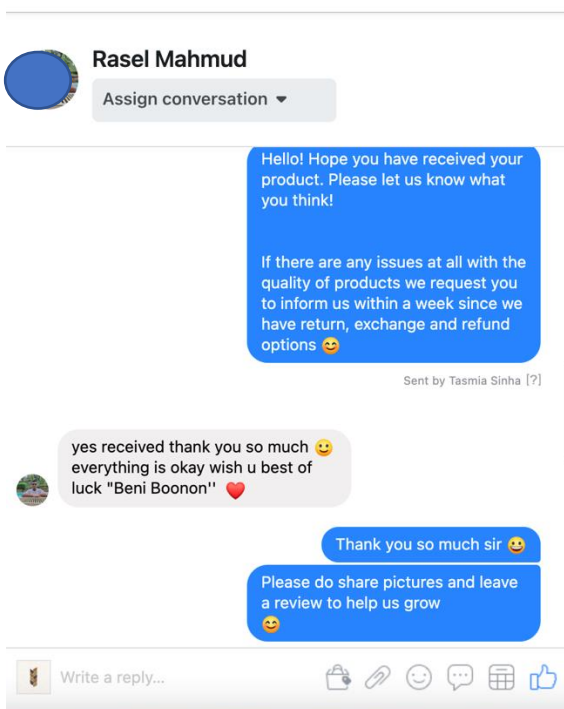 Rasel Mahmud
Assign conversation
Hello! Hope you have received your
product. Please let us know what
you think!
If there are any issues at all with the
quality of products we request you
to inform us within a week since we
have return, exchange and refund
options 😊
Sent by Tasmia Sinha [?]
yes received thank you so much 🙂
everything is okay wish u best of
luck "Beni Boonon'' ❤️
Thank you so much sir 😀
Please do share pictures and leave
a review to help us grow
😊
Write a reply...